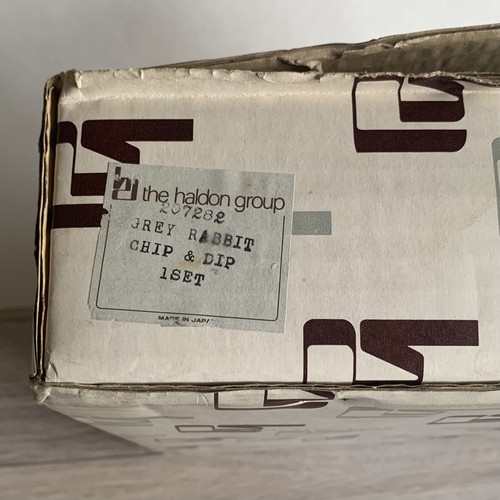 the haldon group
207282
GREY RABBIT
CHIP & DIP
1SET
MADE IN JAPAN